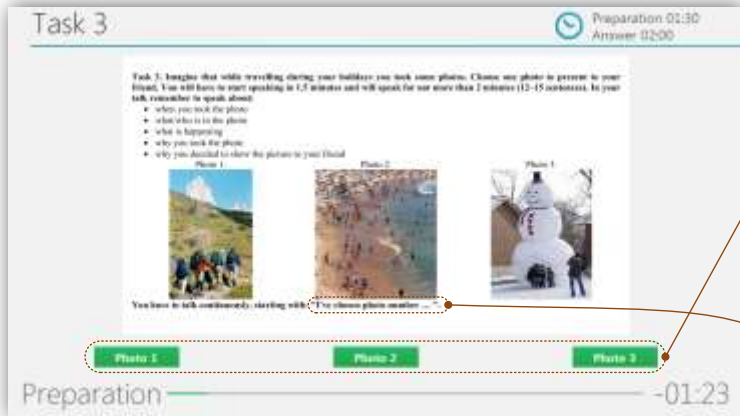 Task 3
Preparation 01:30
Answer 02:00
Task 3. Imagine that while travelling during your holidays you took some photos. Choose one photo to present to your
friend. You will have to start speaking in 1.5 minutes and will speak for not more than 2 minutes (12–15 sentences). In your
talk remember to speak about:
• when you took the photo
• what/who is in the photo
• what is happening
• why you took the photo
• why you decided to show the picture to your friend
Photo 1 Photo 2 Photo 3
You have to talk continuously, starting with: "I've chosen photo number … ".
Photo 1 Photo 2 Photo 3
Preparation -01:23